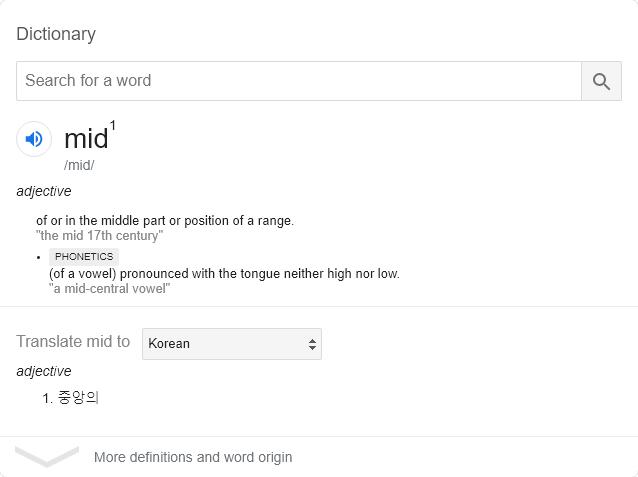 Dictionary
Search for a word
mid1
/mid/
adjective
of or in the middle part or position of a range.
"the mid 17th century"
• PHONETICS
(of a vowel) pronounced with the tongue neither high nor low.
"a mid-central vowel"
Translate mid to Korean
adjective
1. 중앙의
More definitions and word origin